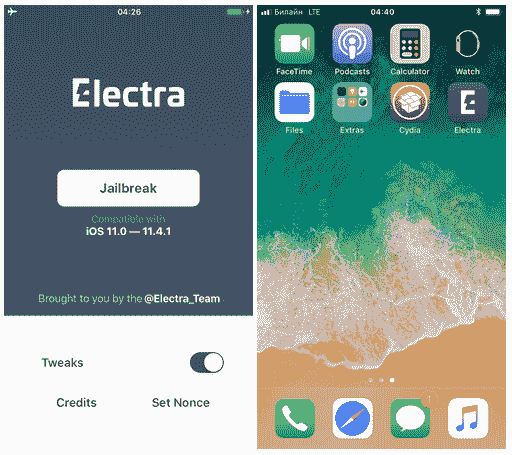 04:26
Electra
Jailbreak
Compatible with
iOS 11.0 — 11.4.1
Brought to you by the @Electra_Team
Tweaks
Credits
Set Nonce
Билайн LTE
04:40
FaceTime
Podcasts
Calculator
Watch
Files
Extras
Cydia
Electra
1